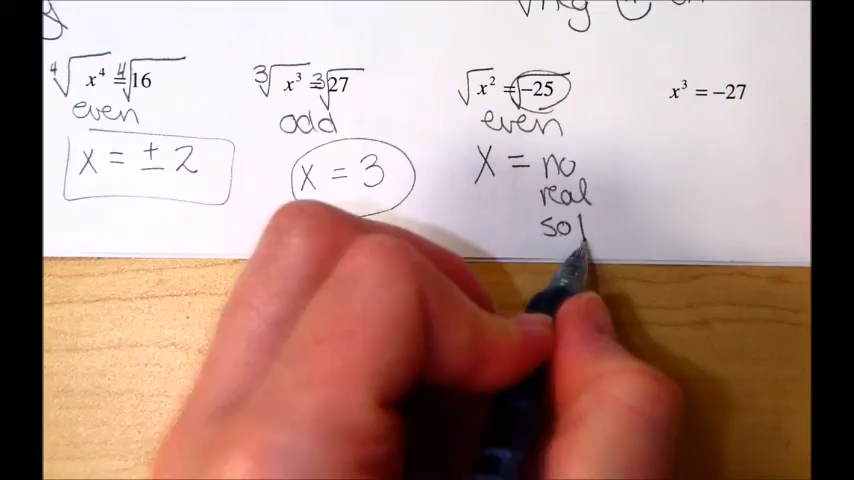 ⁴√x⁴ = ⁴√16
even
x = ± 2
³√x³ = ³√27
odd
x = 3
√x² = √-25
even
x = no
real
sol
x³ = -27